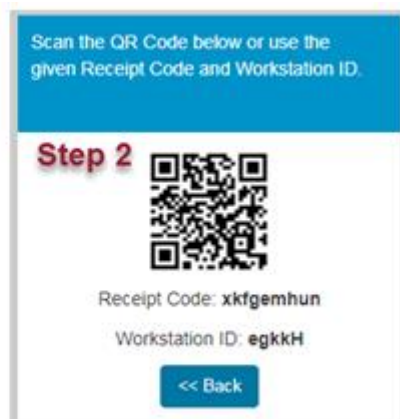 Scan the QR Code below or use the
given Receipt Code and Workstation ID.
Step 2
Receipt Code: xkfgemhun
Workstation ID: egkkH
<< Back